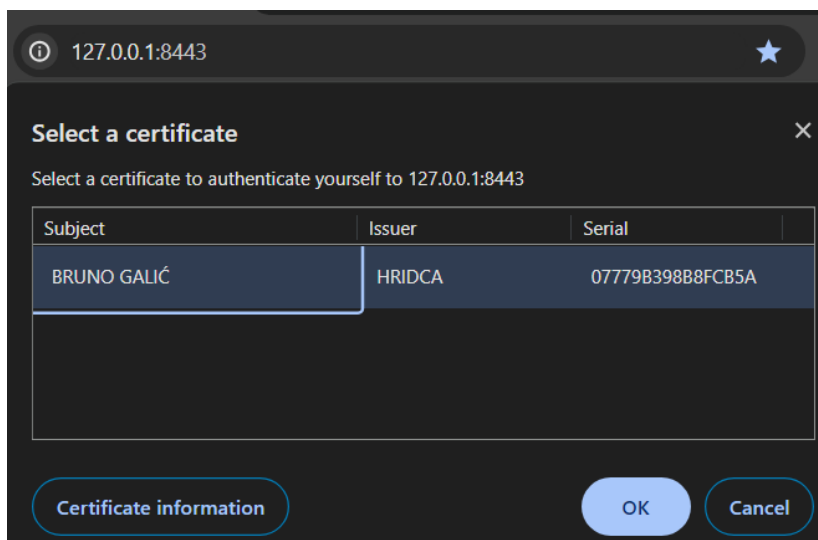 127.0.0.1:8443
Select a certificate
Select a certificate to authenticate yourself to 127.0.0.1:8443
Subject Issuer Serial
BRUNO GALIĆ HRIDCA 07779B398B8FCB5A
Certificate information OK Cancel